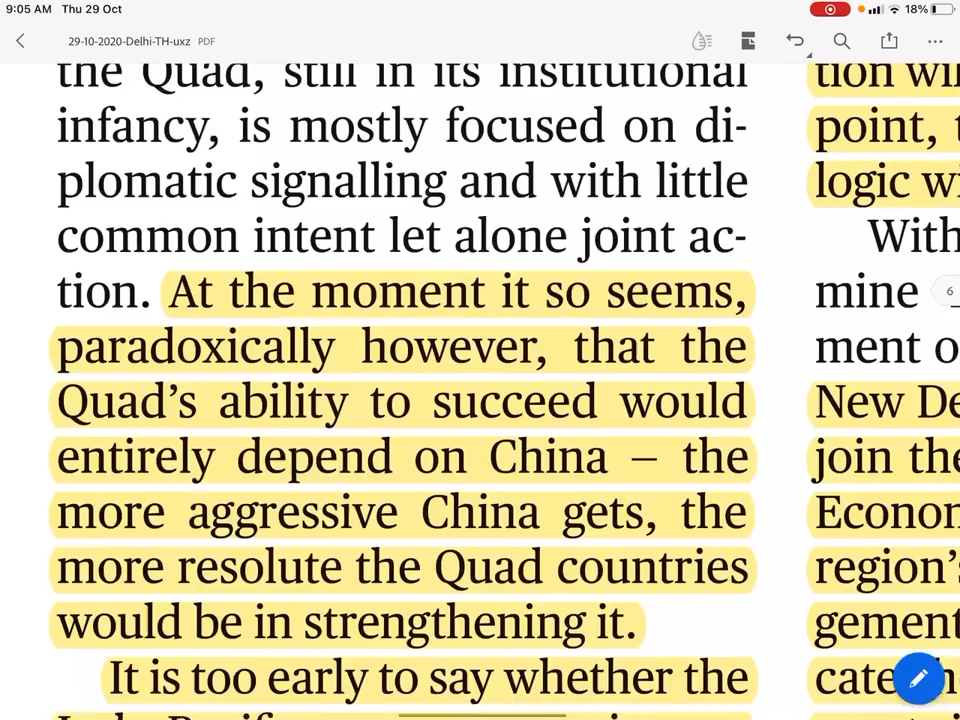 9:05 AM Thu 29 Oct
18%
29-10-2020-Delhi-TH-uxz PDF
the Quad, still in its institutional
infancy, is mostly focused on di-
plomatic signalling and with little
common intent let alone joint ac-
tion. At the moment it so seems,
paradoxically however, that the
Quad’s ability to succeed would
entirely depend on China – the
more aggressive China gets, the
more resolute the Quad countries
would be in strengthening it.
It is too early to say whether the
tion wil
point, t
logic wi
With
mine
6
ment o
New De
join the
Econon
region’s
gement
cate